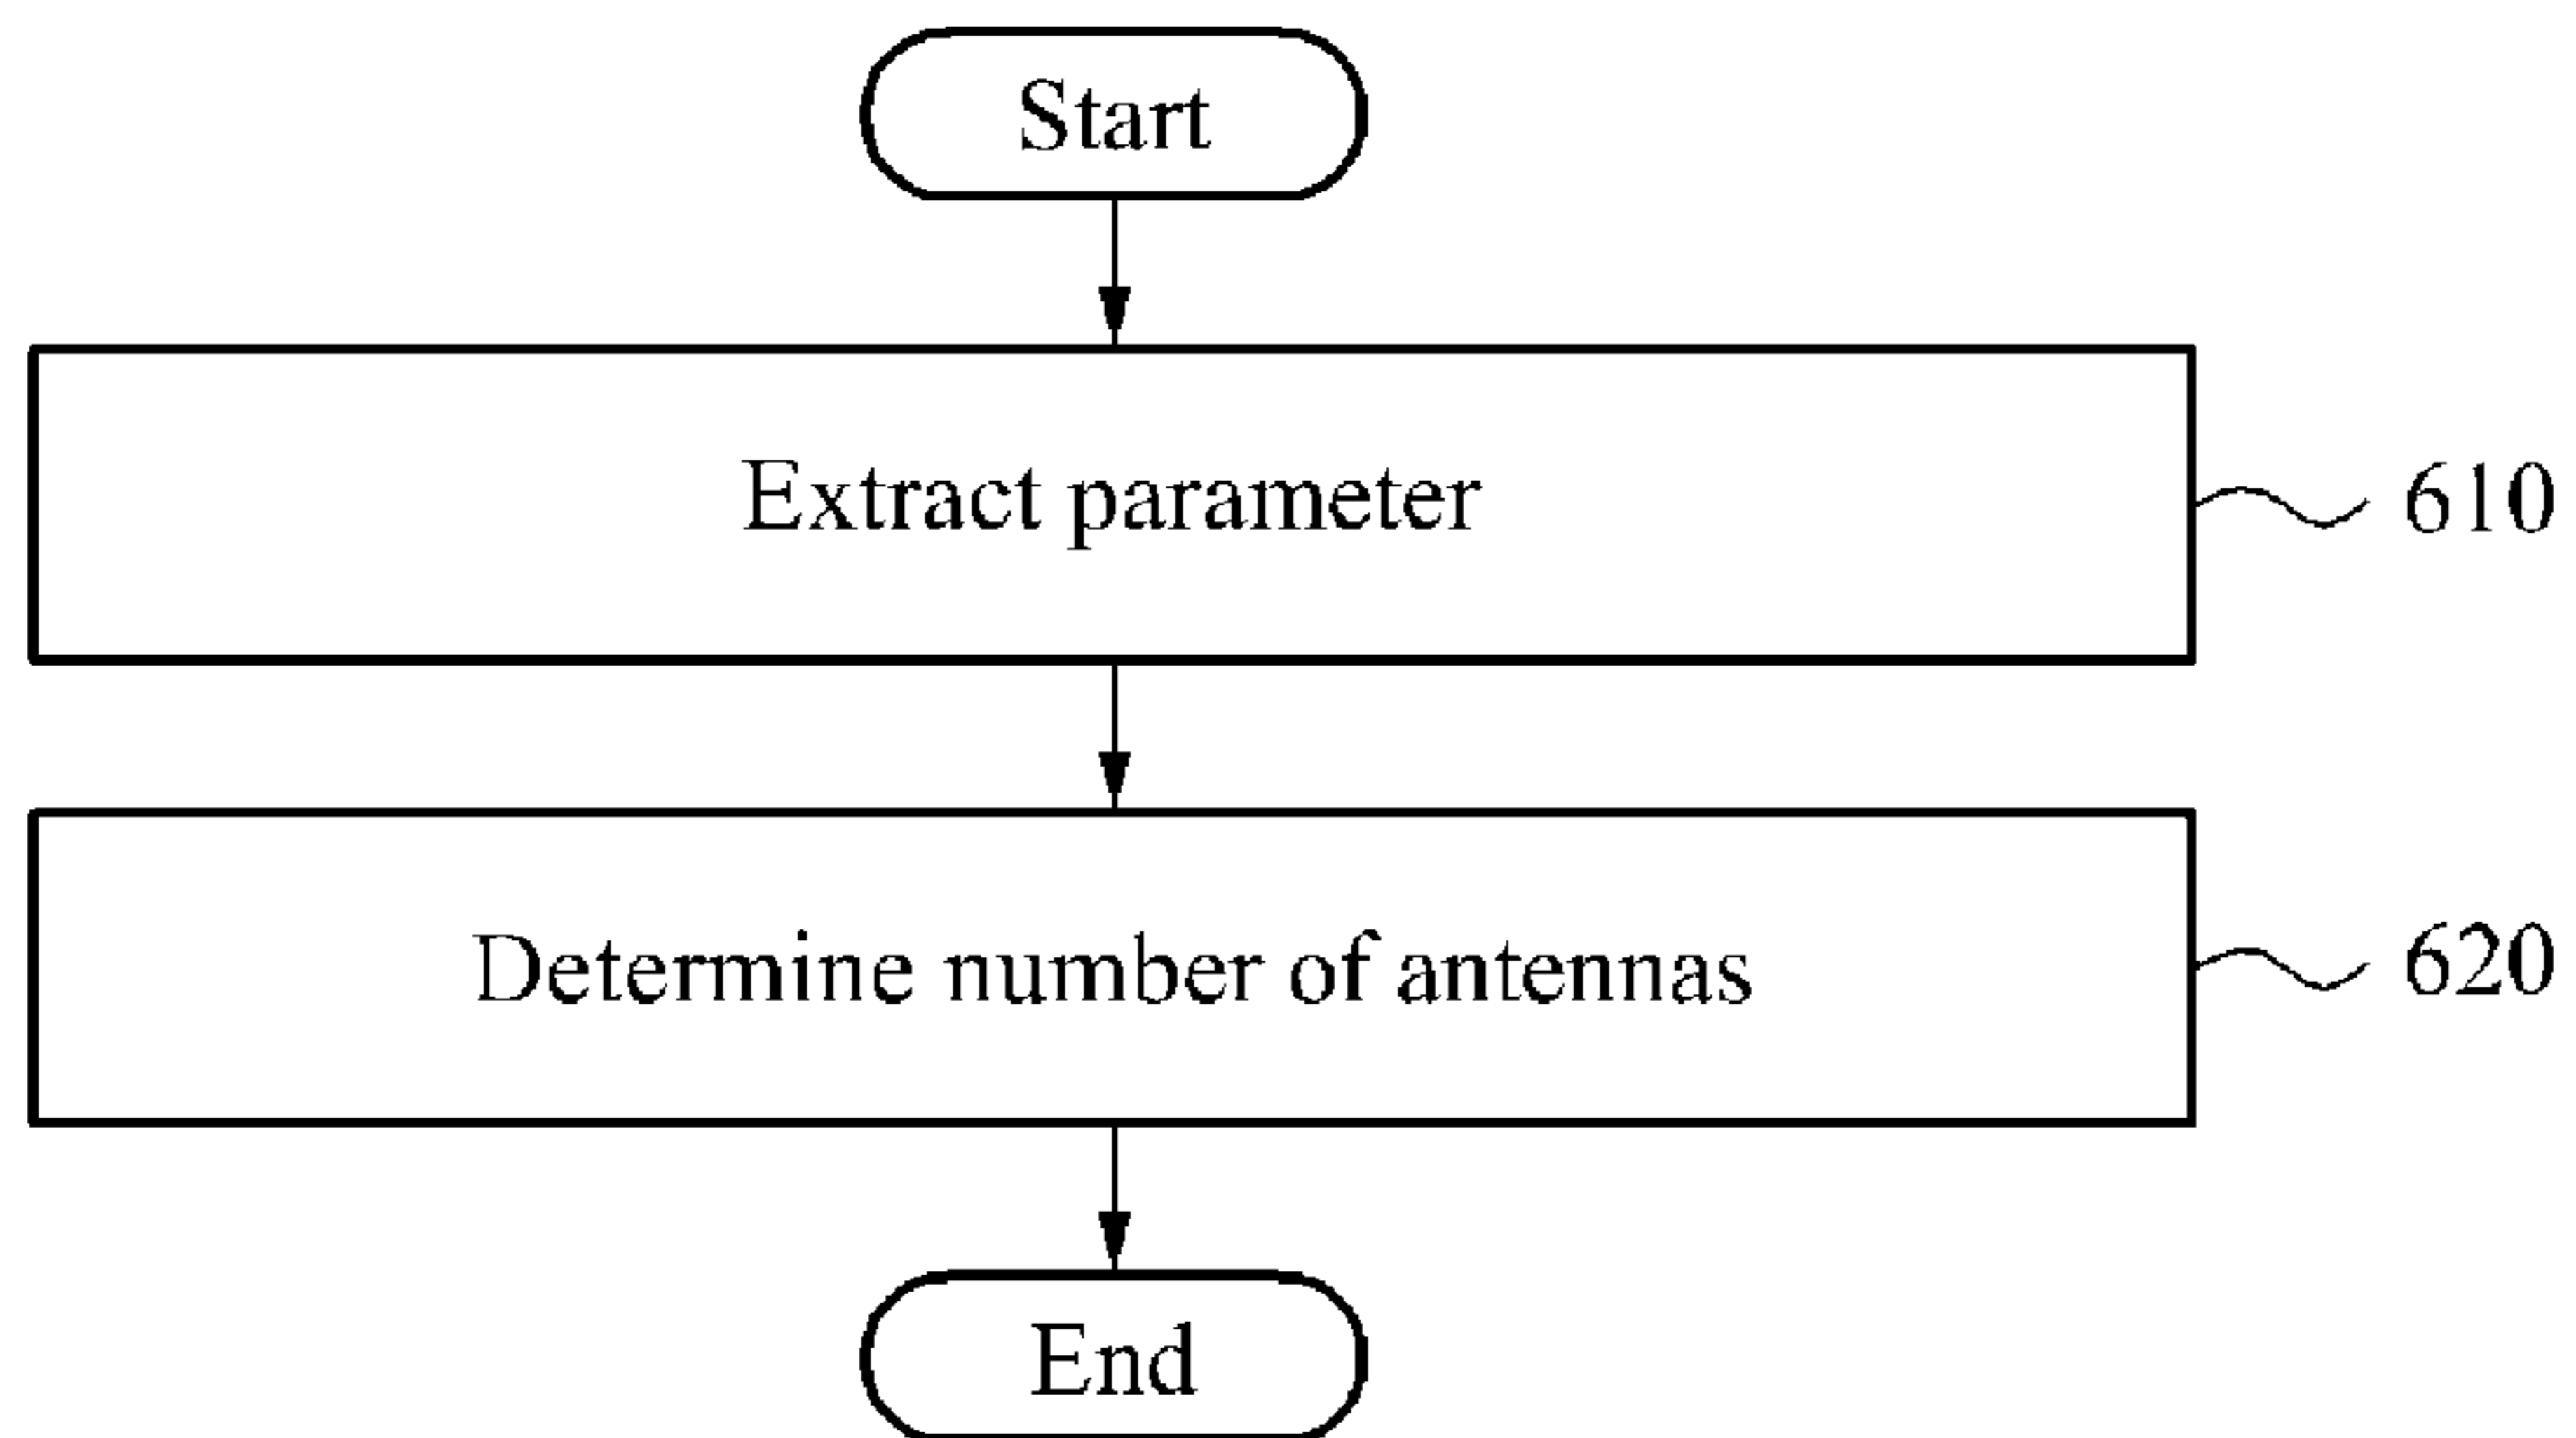 Start
Extract parameter
610
Determine number of antennas
620
End